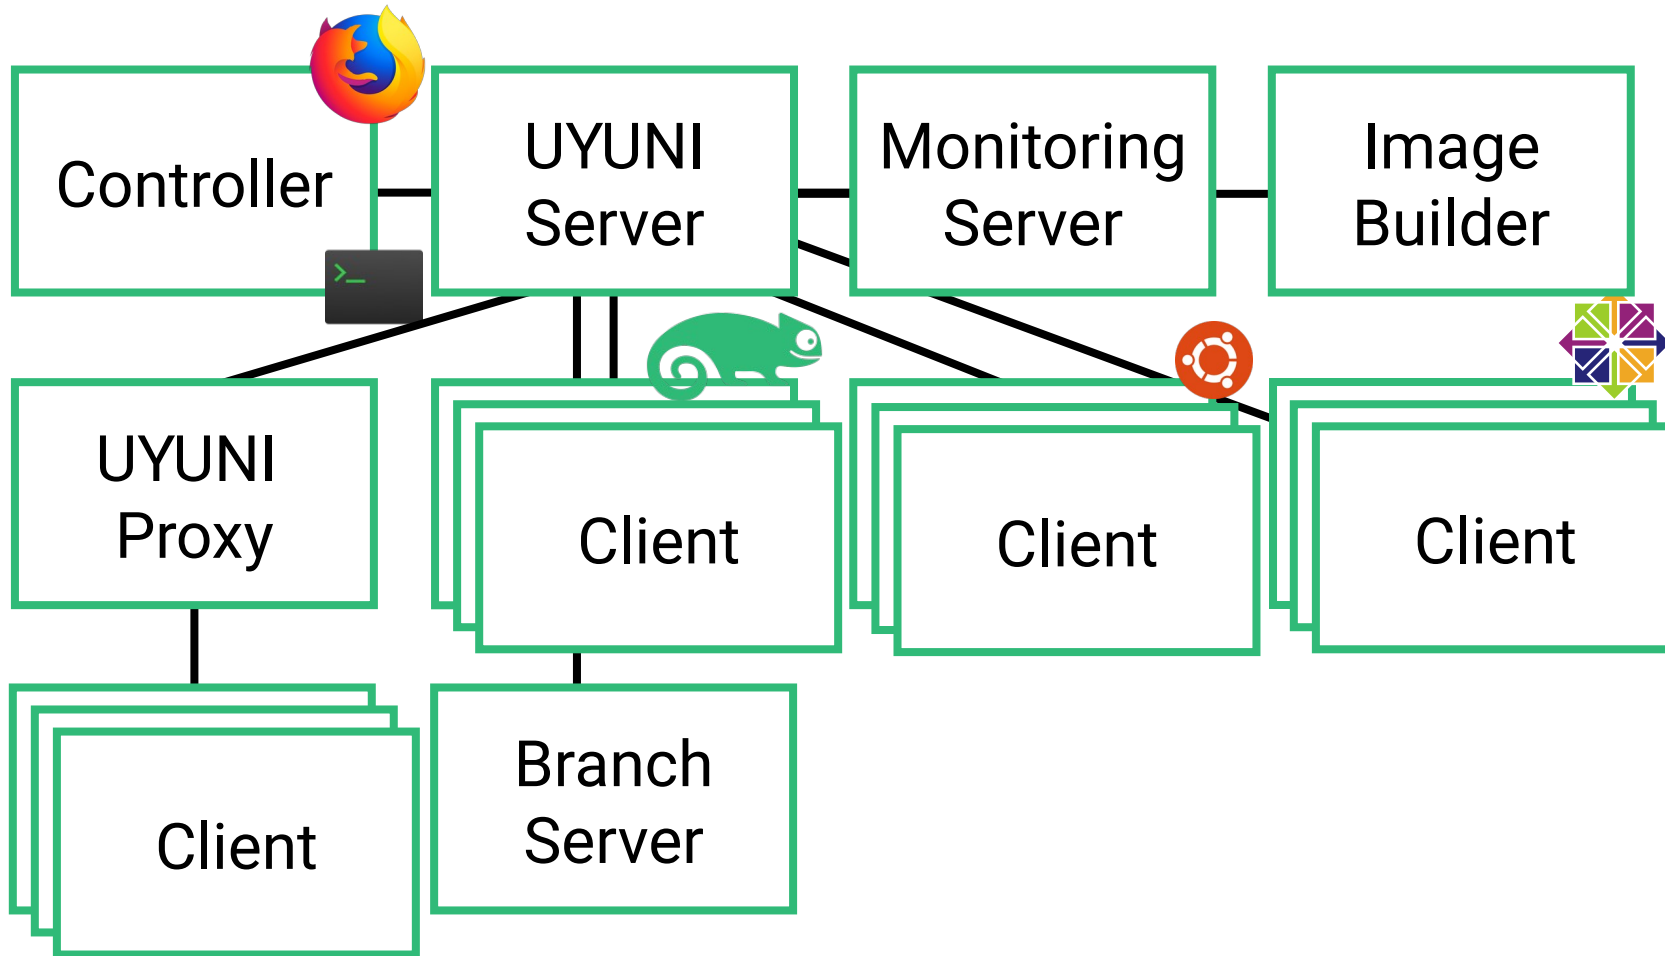 Controller
UYUNI
Server
Monitoring
Server
Image
Builder
>_
UYUNI
Proxy
Client
Client
Client
Client
Branch
Server